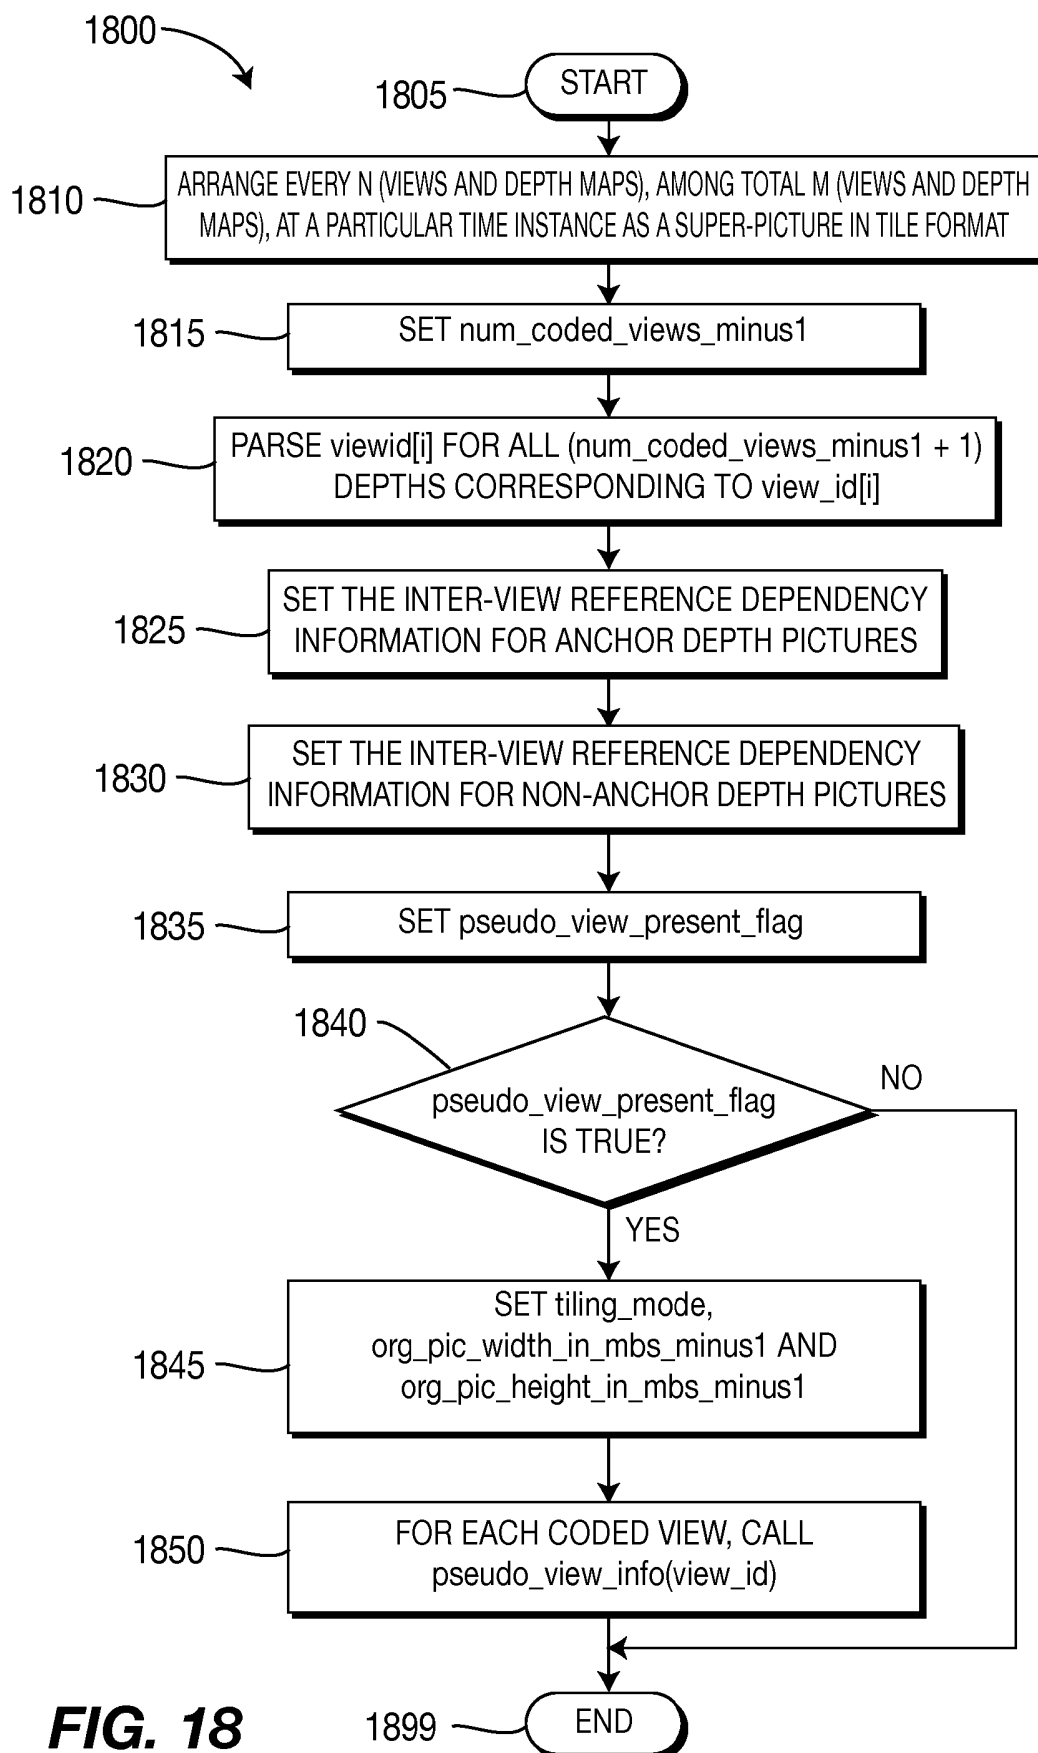 1800
1805
START
1810
ARRANGE EVERY N (VIEWS AND DEPTH MAPS), AMONG TOTAL M (VIEWS AND DEPTH
MAPS), AT A PARTICULAR TIME INSTANCE AS A SUPER-PICTURE IN TILE FORMAT
1815
SET num_coded_views_minus1
1820
PARSE viewid[i] FOR ALL (num_coded_views_minus1 + 1)
DEPTHS CORRESPONDING TO view_id[i]
1825
SET THE INTER-VIEW REFERENCE DEPENDENCY
INFORMATION FOR ANCHOR DEPTH PICTURES
1830
SET THE INTER-VIEW REFERENCE DEPENDENCY
INFORMATION FOR NON-ANCHOR DEPTH PICTURES
1835
SET pseudo_view_present_flag
1840
pseudo_view_present_flag
IS TRUE?
NO
YES
1845
SET tiling_mode,
org_pic_width_in_mbs_minus1 AND
org_pic_height_in_mbs_minus1
1850
FOR EACH CODED VIEW, CALL
pseudo_view_info(view_id)
1899
END
FIG. 18